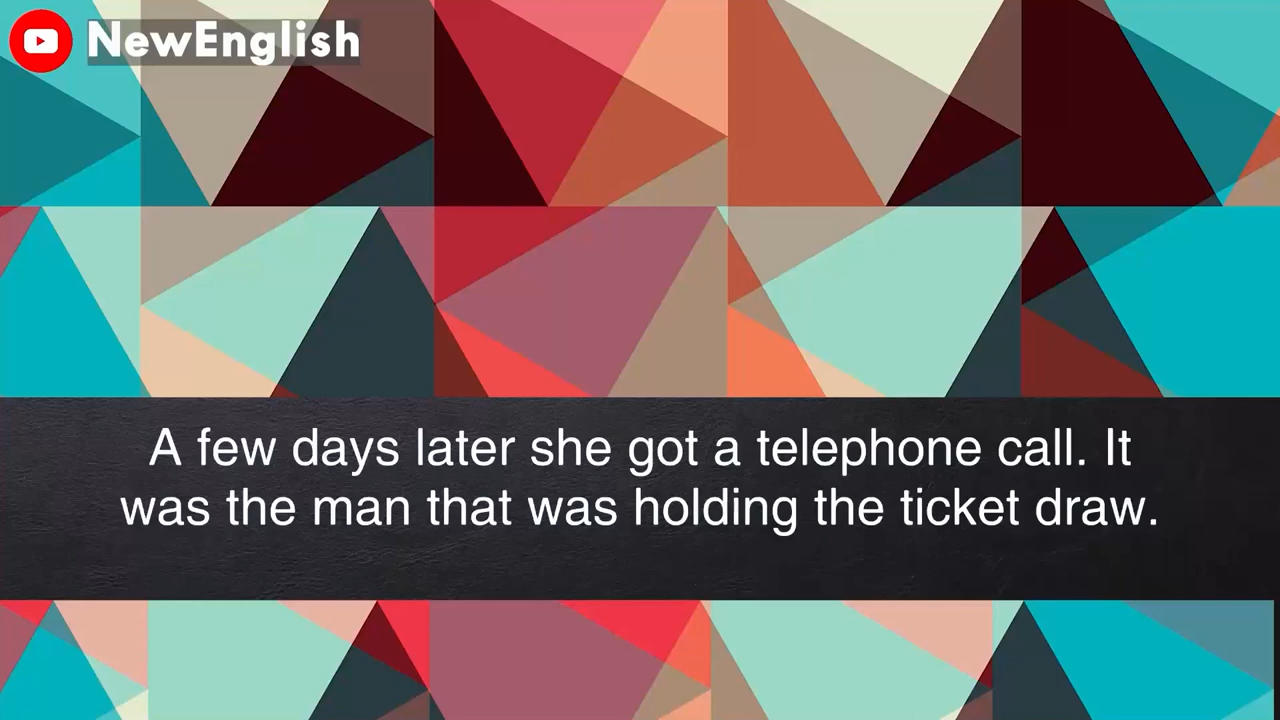 NewEnglish
A few days later she got a telephone call. It
was the man that was holding the ticket draw.